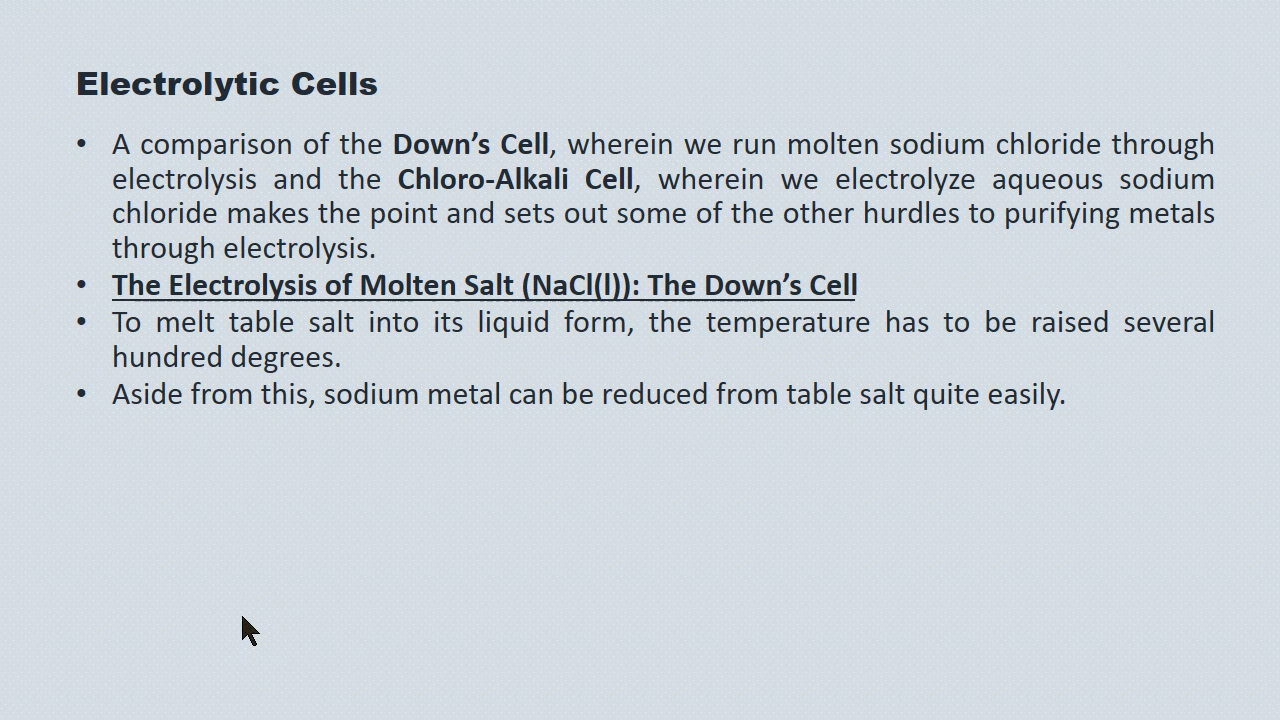 Electrolytic Cells
• A comparison of the Down’s Cell, wherein we run molten sodium chloride through
electrolysis and the Chloro-Alkali Cell, wherein we electrolyze aqueous sodium
chloride makes the point and sets out some of the other hurdles to purifying metals
through electrolysis.
• The Electrolysis of Molten Salt (NaCl(l)): The Down’s Cell
• To melt table salt into its liquid form, the temperature has to be raised several
hundred degrees.
• Aside from this, sodium metal can be reduced from table salt quite easily.